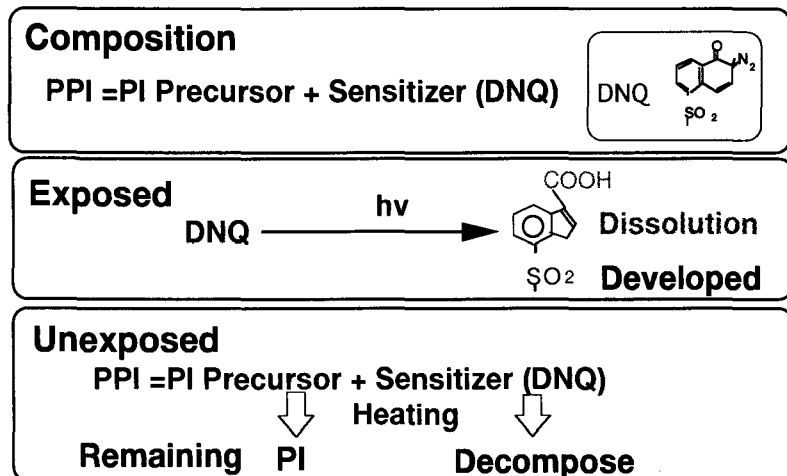 Composition
PPI =PI Precursor + Sensitizer (DNQ)
DNQ
O
N2
SO2
Exposed
DNQ
hv
COOH
SO2
Dissolution
Developed
Unexposed
PPI =PI Precursor + Sensitizer (DNQ)
Heating
Remaining PI
Decompose